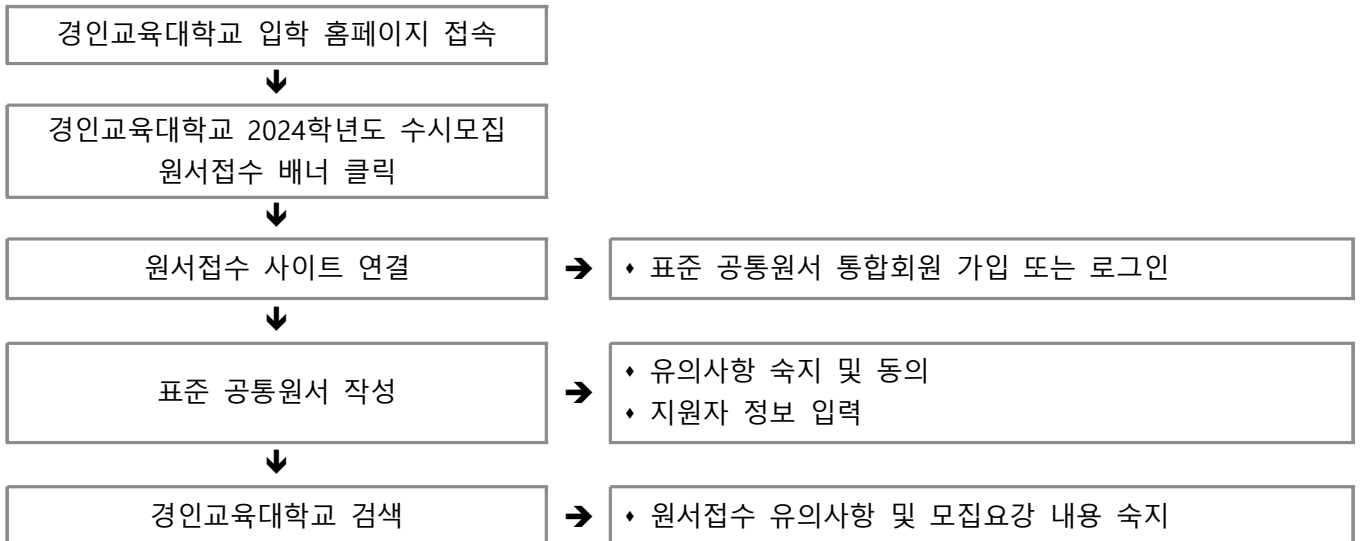 경인교육대학교 입학 홈페이지 접속
🡻
경인교육대학교 2024학년도 수시모집
원서접수 배너 클릭
🡻
원서접수 사이트 연결 🡺 ⬧ 표준 공통원서 통합회원 가입 또는 로그인
🡻
표준 공통원서 작성 🡺 ⬧ 유의사항 숙지 및 동의
⬧ 지원자 정보 입력
🡻
경인교육대학교 검색 🡺 ⬧ 원서접수 유의사항 및 모집요강 내용 숙지